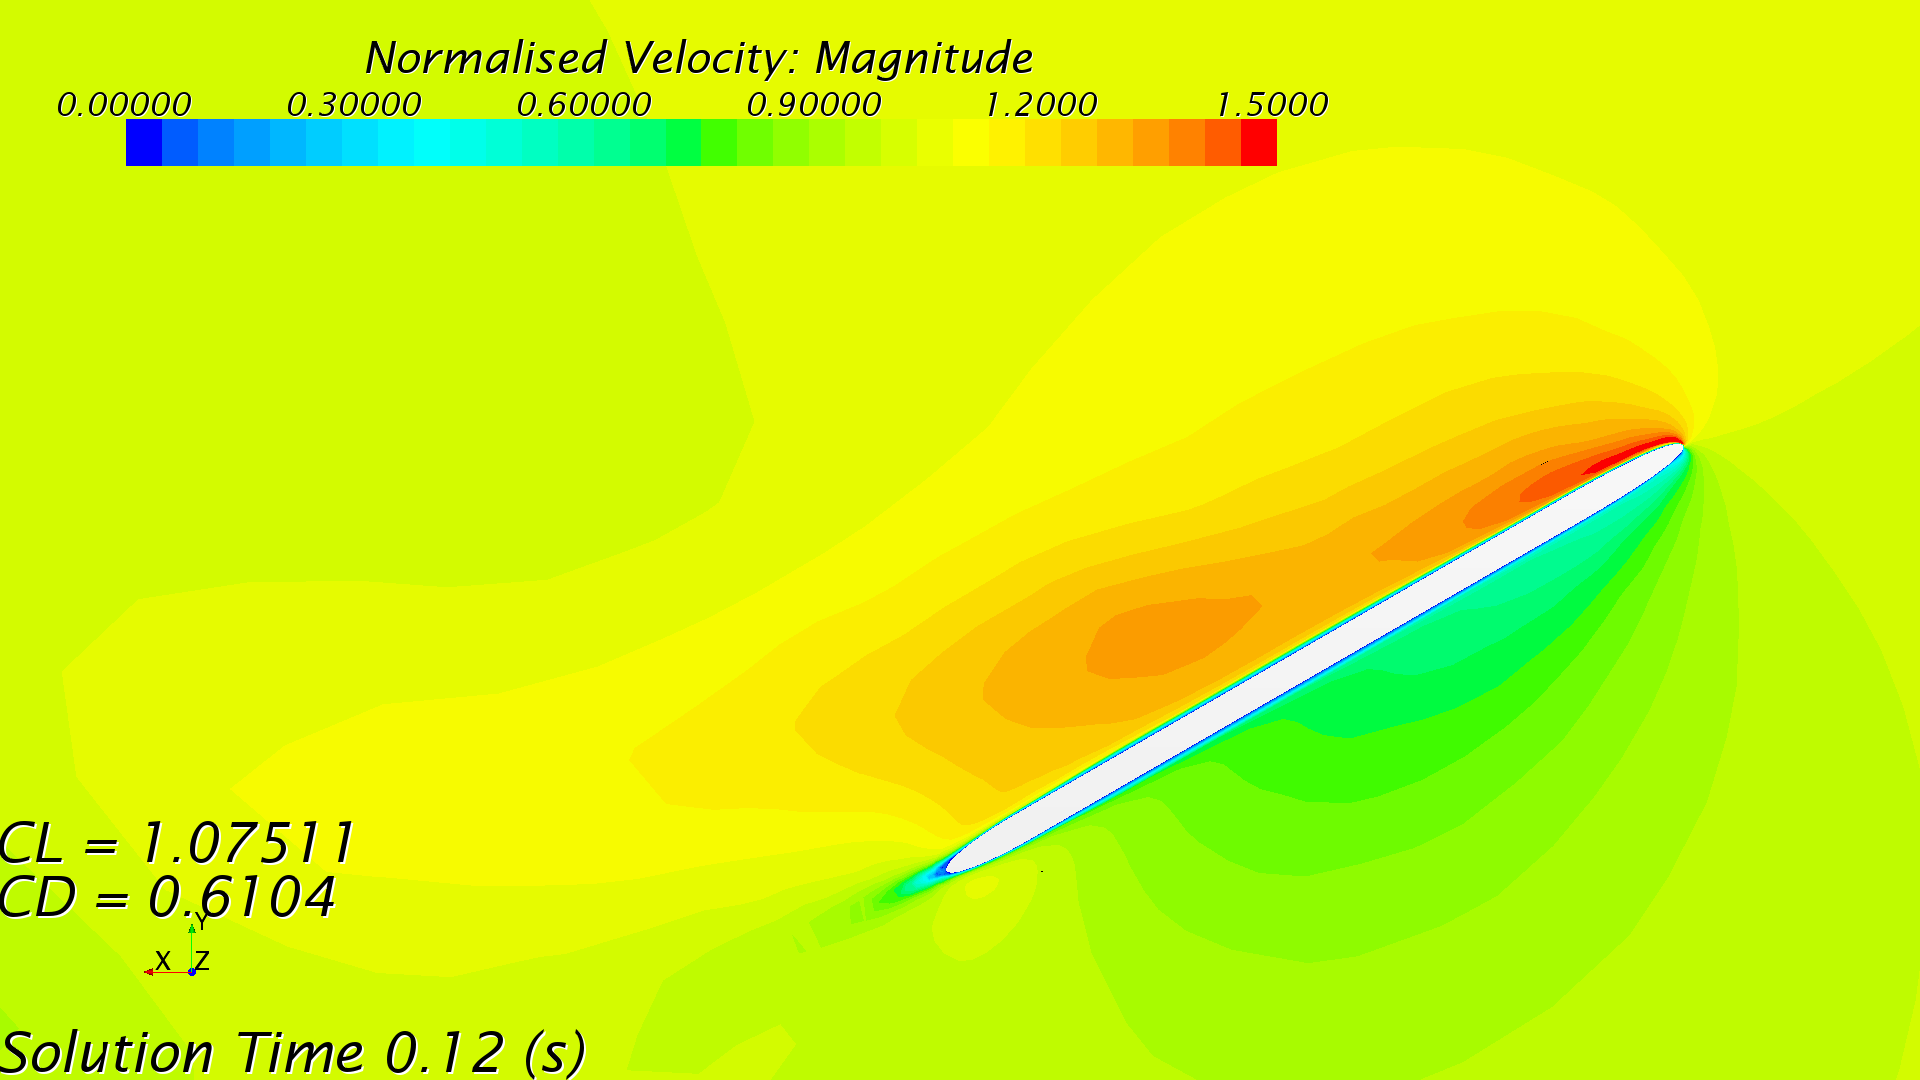 Normalised Velocity: Magnitude
0.00000 0.30000 0.60000 0.90000 1.2000 1.5000
CL = 1.07511
CD = 0.6104
Y
X Z
Solution Time 0.12 (s)